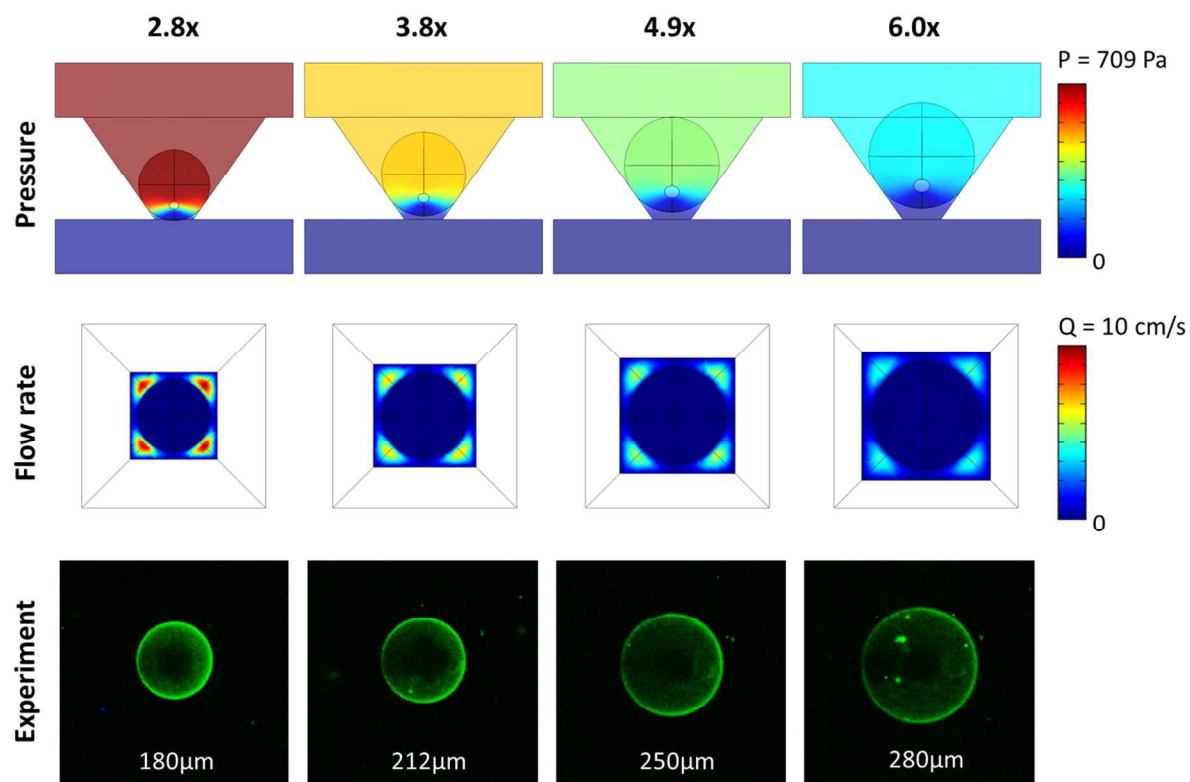 2.8x 3.8x 4.9x 6.0x
P = 709 Pa
Pressure
0
Q = 10 cm/s
Flow rate
0
Experiment
180µm 212µm 250µm 280µm